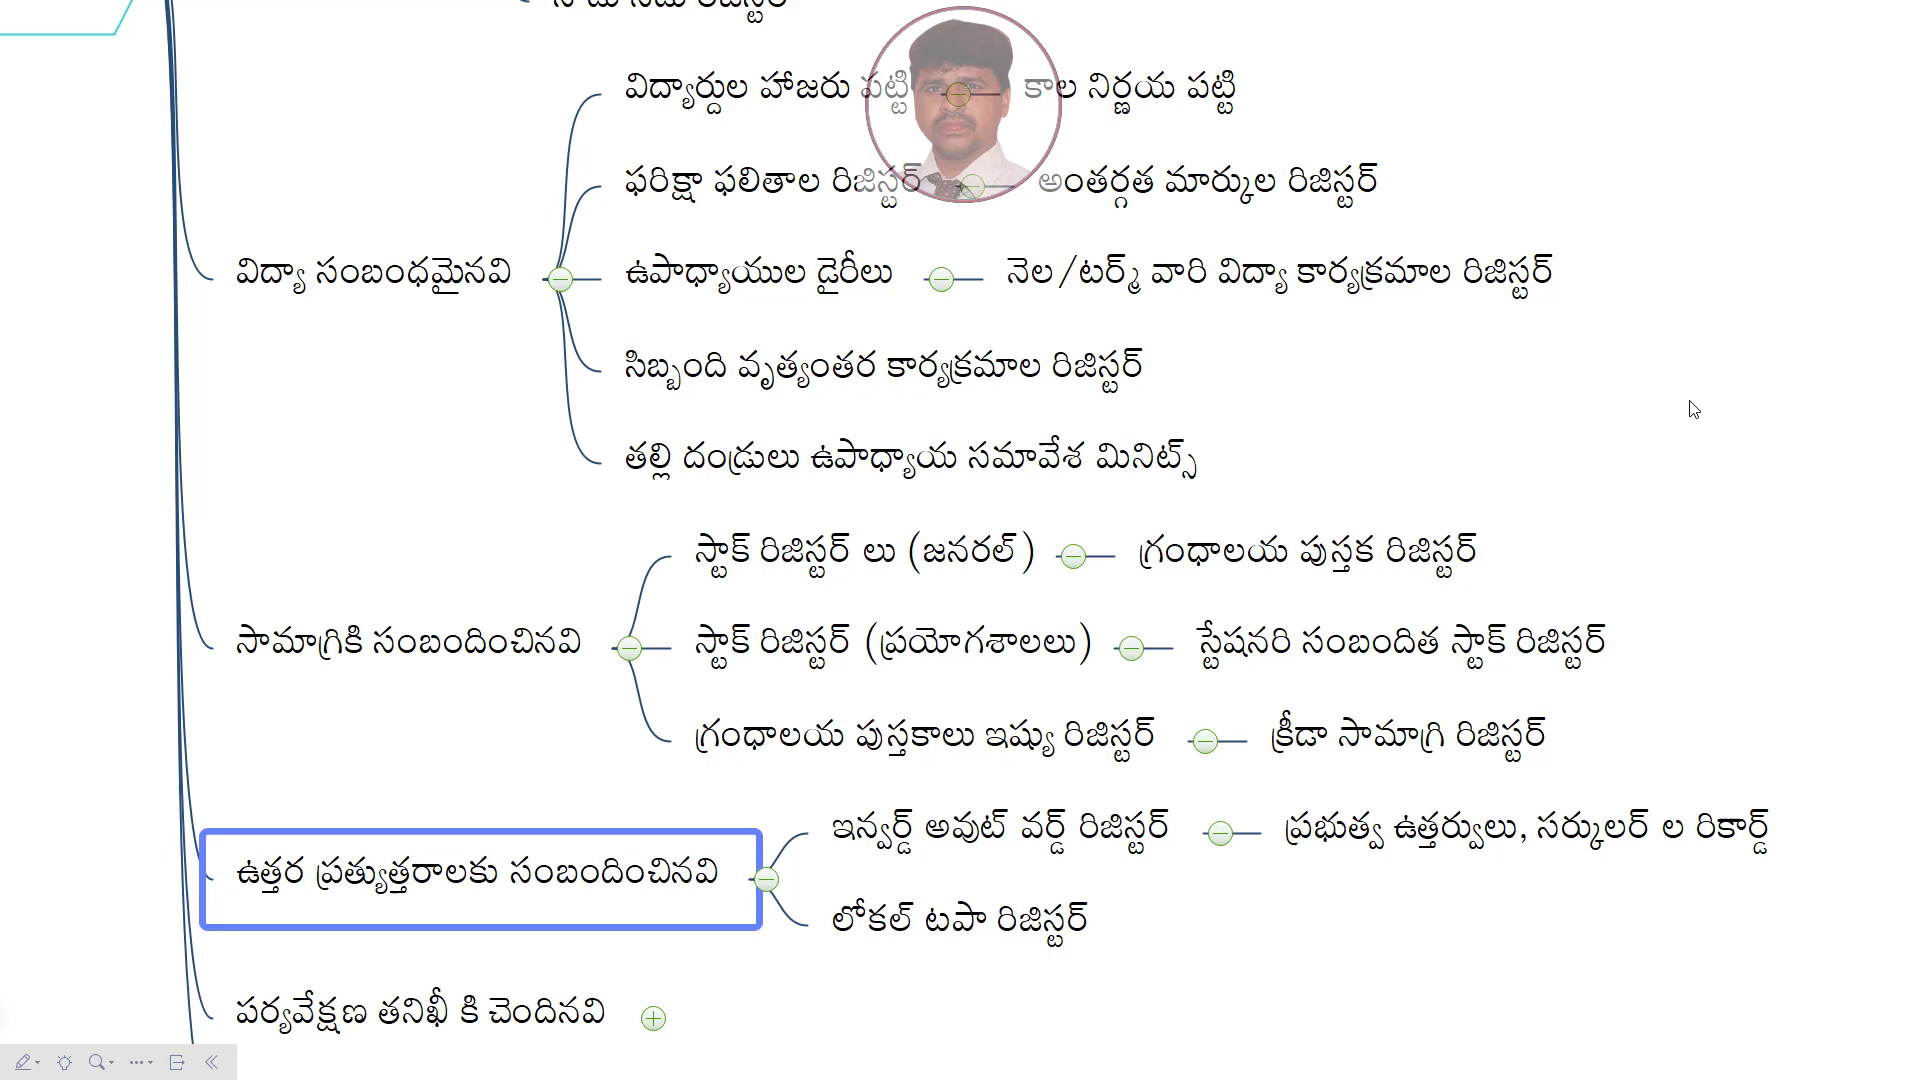 రిజిస్టర్
విద్యార్దుల హాజరు పట్టి కాల నిర్ణయ పట్టి
ఫరిక్షా ఫలితాల రిజిస్టర్ అంతర్గత మార్కుల రిజిస్టర్
విద్యా సంబంధమైనవి ఉపాధ్యాయుల డైరీలు నెల/టర్మ్ వారి విద్యా కార్యక్రమాల రిజిస్టర్
సిబ్బంది వృత్యంతర కార్యక్రమాల రిజిస్టర్
తల్లి దండ్రులు ఉపాధ్యాయ సమావేశ మినిట్స్
స్టాక్ రిజిస్టర్ లు (జనరల్) గ్రంధాలయ పుస్తక రిజిస్టర్
సామాగ్రికి సంబందించినవి స్టాక్ రిజిస్టర్ (ప్రయోగశాలలు) స్టేషనరి సంబందిత స్టాక్ రిజిస్టర్
గ్రంధాలయ పుస్తకాలు ఇష్యు రిజిస్టర్ క్రీడా సామాగ్రి రిజిస్టర్
ఇన్వర్డ్ అవుట్ వర్డ్ రిజిస్టర్ ప్రభుత్వ ఉత్తర్వులు, సర్కులర్ ల రికార్డ్
ఉత్తర ప్రత్యుత్తరాలకు సంబందించినవి
లోకల్ టపా రిజిస్టర్
పర్యవేక్షణ తనిఖీ కి చెందినవి